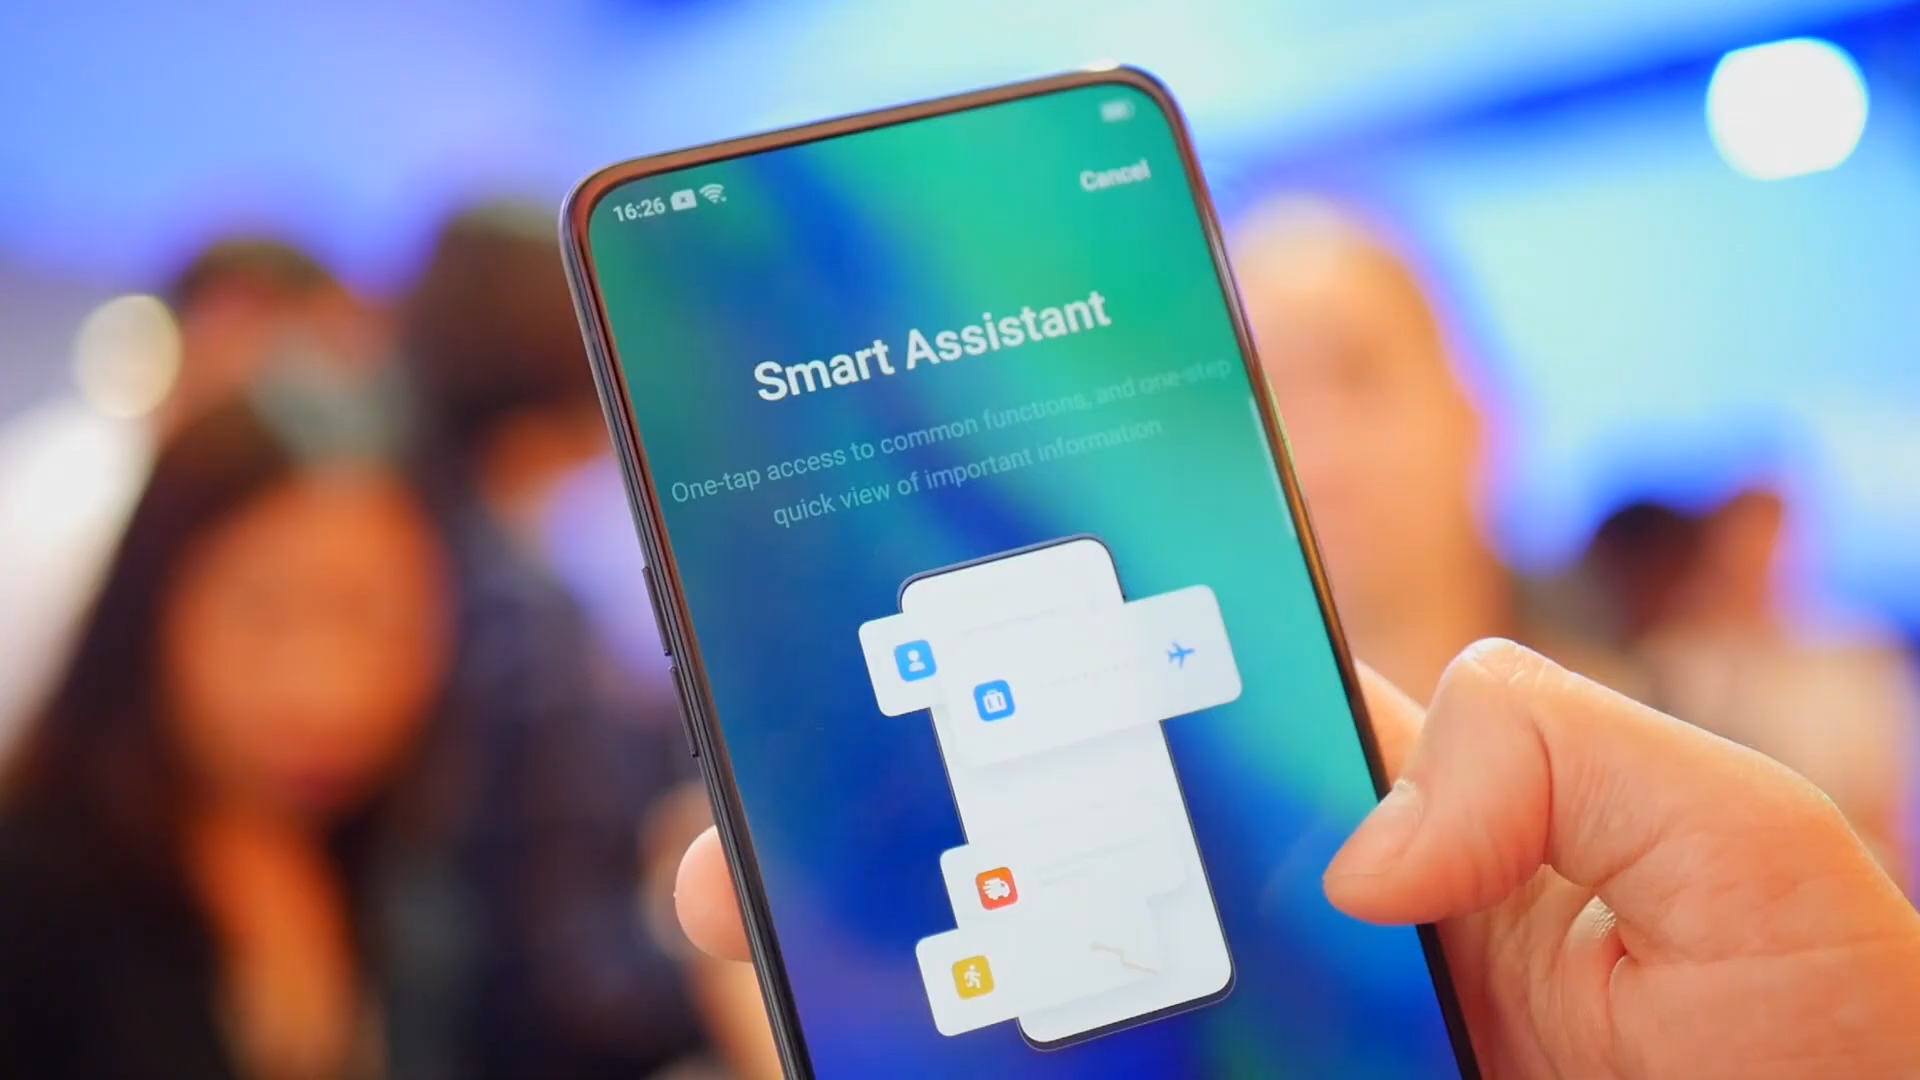 16:26
Cancel
Smart Assistant
One-tap access to common functions, and one-step
quick view of important information